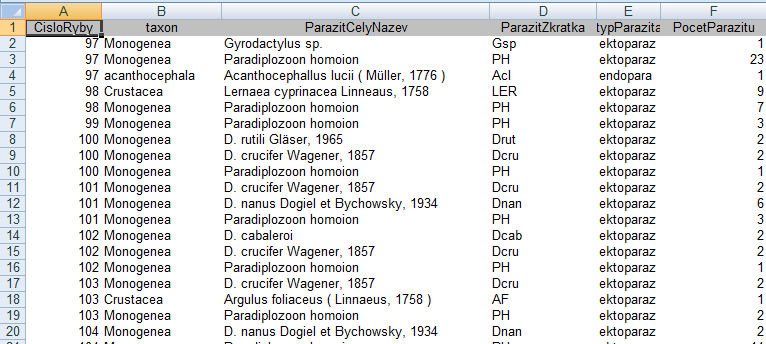 A B C D E F
1 CisloRyby taxon ParazitCelyNazev ParazitZkratka typParazita PocetParazitu
2 97 Monogenea Gyrodactylus sp. Gsp ektoparaz 1
3 97 Monogenea Paradiplozoon homoion PH ektoparaz 23
4 97 acanthocephala Acanthocephallus lucii ( Müller, 1776 ) Acl endopara 1
5 98 Crustacea Lernaea cyprinacea Linneaus, 1758 LER ektoparaz 9
6 98 Monogenea Paradiplozoon homoion PH ektoparaz 7
7 99 Monogenea Paradiplozoon homoion PH ektoparaz 3
8 100 Monogenea D. rutili Gläser, 1965 Drut ektoparaz 2
9 100 Monogenea D. crucifer Wagener, 1857 Dcru ektoparaz 2
10 100 Monogenea Paradiplozoon homoion PH ektoparaz 1
11 101 Monogenea D. crucifer Wagener, 1857 Dcru ektoparaz 2
12 101 Monogenea D. nanus Dogiel et Bychowsky, 1934 Dnan ektoparaz 6
13 101 Monogenea Paradiplozoon homoion PH ektoparaz 3
14 102 Monogenea D. cabaleroi Dcab ektoparaz 2
15 102 Monogenea D. crucifer Wagener, 1857 Dcru ektoparaz 2
16 102 Monogenea Paradiplozoon homoion PH ektoparaz 1
17 103 Monogenea D. crucifer Wagener, 1857 Dcru ektoparaz 2
18 103 Crustacea Argulus foliaceus ( Linnaeus, 1758 ) AF ektoparaz 1
19 103 Monogenea Paradiplozoon homoion PH ektoparaz 2
20 104 Monogenea D. nanus Dogiel et Bychowsky, 1934 Dnan ektoparaz 2